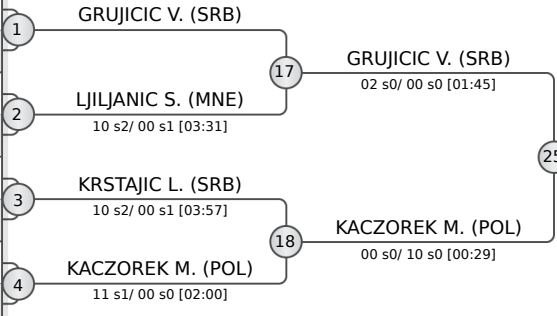 GRUJICIC V. (SRB)
1
17
GRUJICIC V. (SRB)
02 s0/ 00 s0 [01:45]
LJILJANIC S. (MNE)
2
10 s2/ 00 s1 [03:31]
25
KRSTAJIC L. (SRB)
3
10 s2/ 00 s1 [03:57]
18
KACZOREK M. (POL)
00 s0/ 10 s0 [00:29]
KACZOREK M. (POL)
4
11 s1/ 00 s0 [02:00]